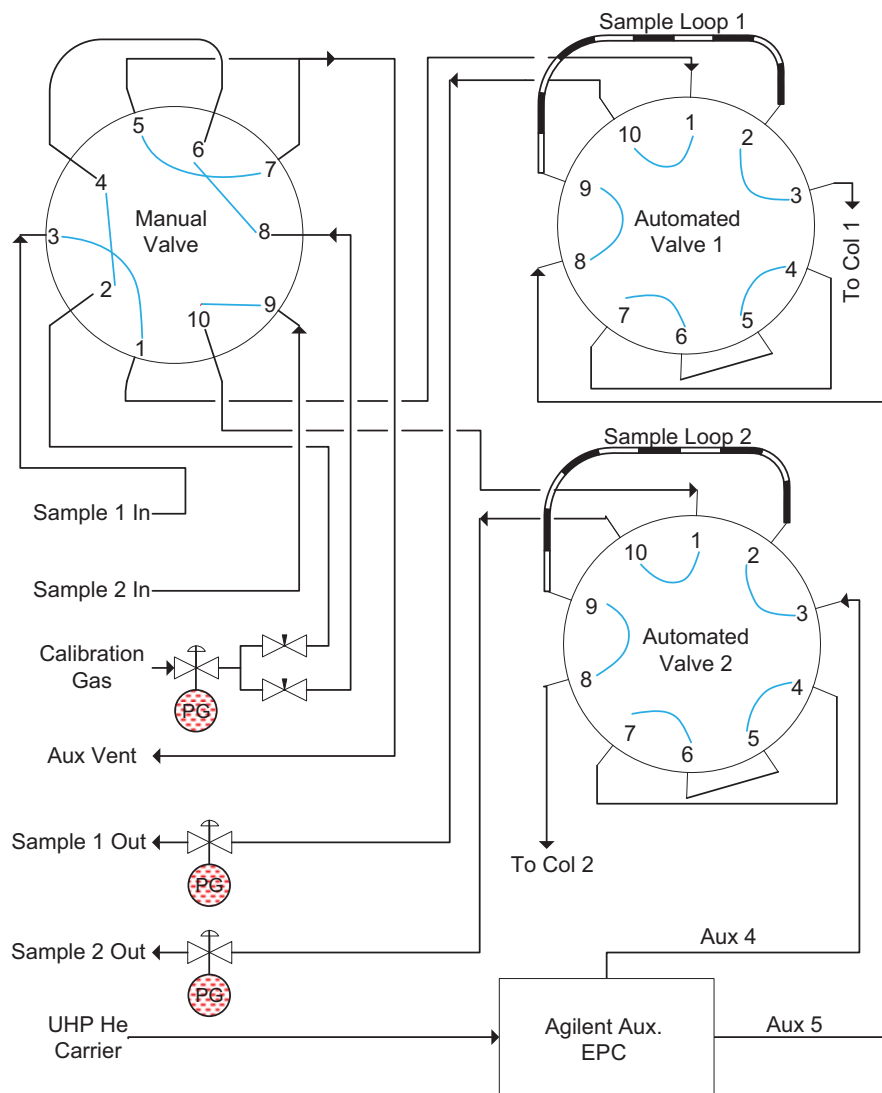 Sample Loop 1
5
6
7
4
Manual
Valve
3
8
2
9
10
1
1
10
2
9
3
Automated
Valve 1
8
4
7
5
6
To Col 1
Sample Loop 2
Sample 1 In
Sample 2 In
1
10
2
9
3
Automated
Valve 2
8
4
7
5
6
Calibration
Gas
PG
Aux Vent
Sample 1 Out
PG
To Col 2
Sample 2 Out
PG
Aux 4
UHP He
Carrier
Agilent Aux.
EPC
Aux 5